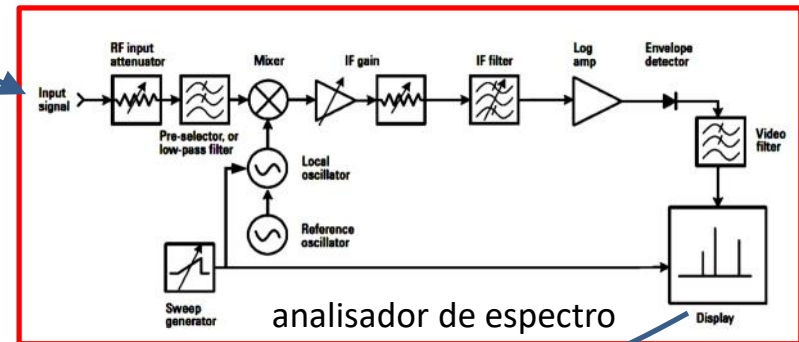 RF input
attenuator
Mixer
IF gain
IF filter
Log
amp
Envelope
detector
Input
signal
Pre-selector, or
low-pass filter
Video
filter
Local
oscillator
Reference
oscillator
Sweep
generator
analisador de espectro
Display